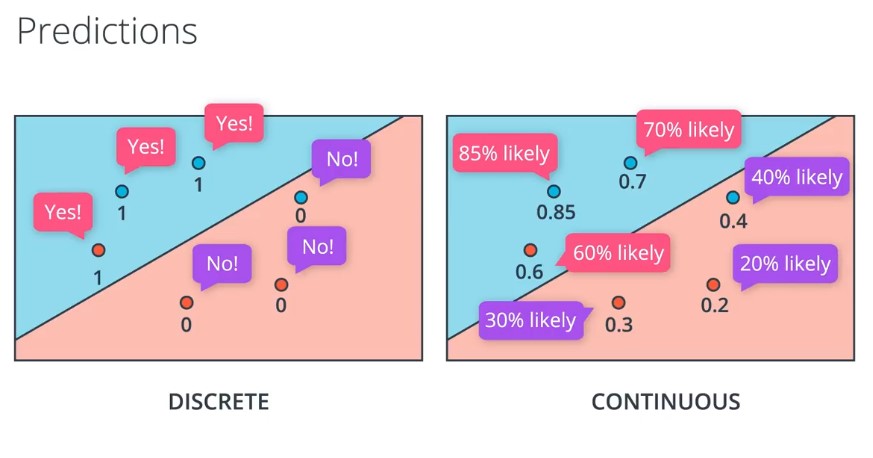 Predictions
Yes!
Yes!
Yes!
No!
No!
No!
1
1
1
0
0
0
DISCRETE
85% likely
70% likely
40% likely
60% likely
20% likely
30% likely
0.7
0.85
0.4
0.6
0.2
0.3
CONTINUOUS